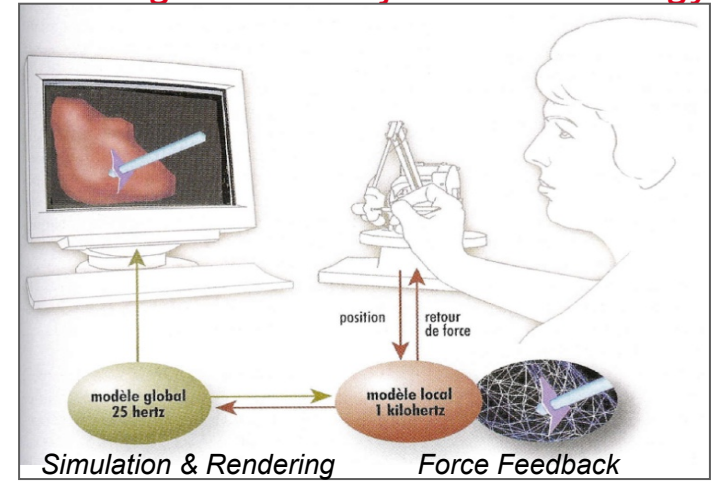 position
retour
de force
modèle global
25 hertz
modèle local
1 kilohertz
Simulation & Rendering
Force Feedback